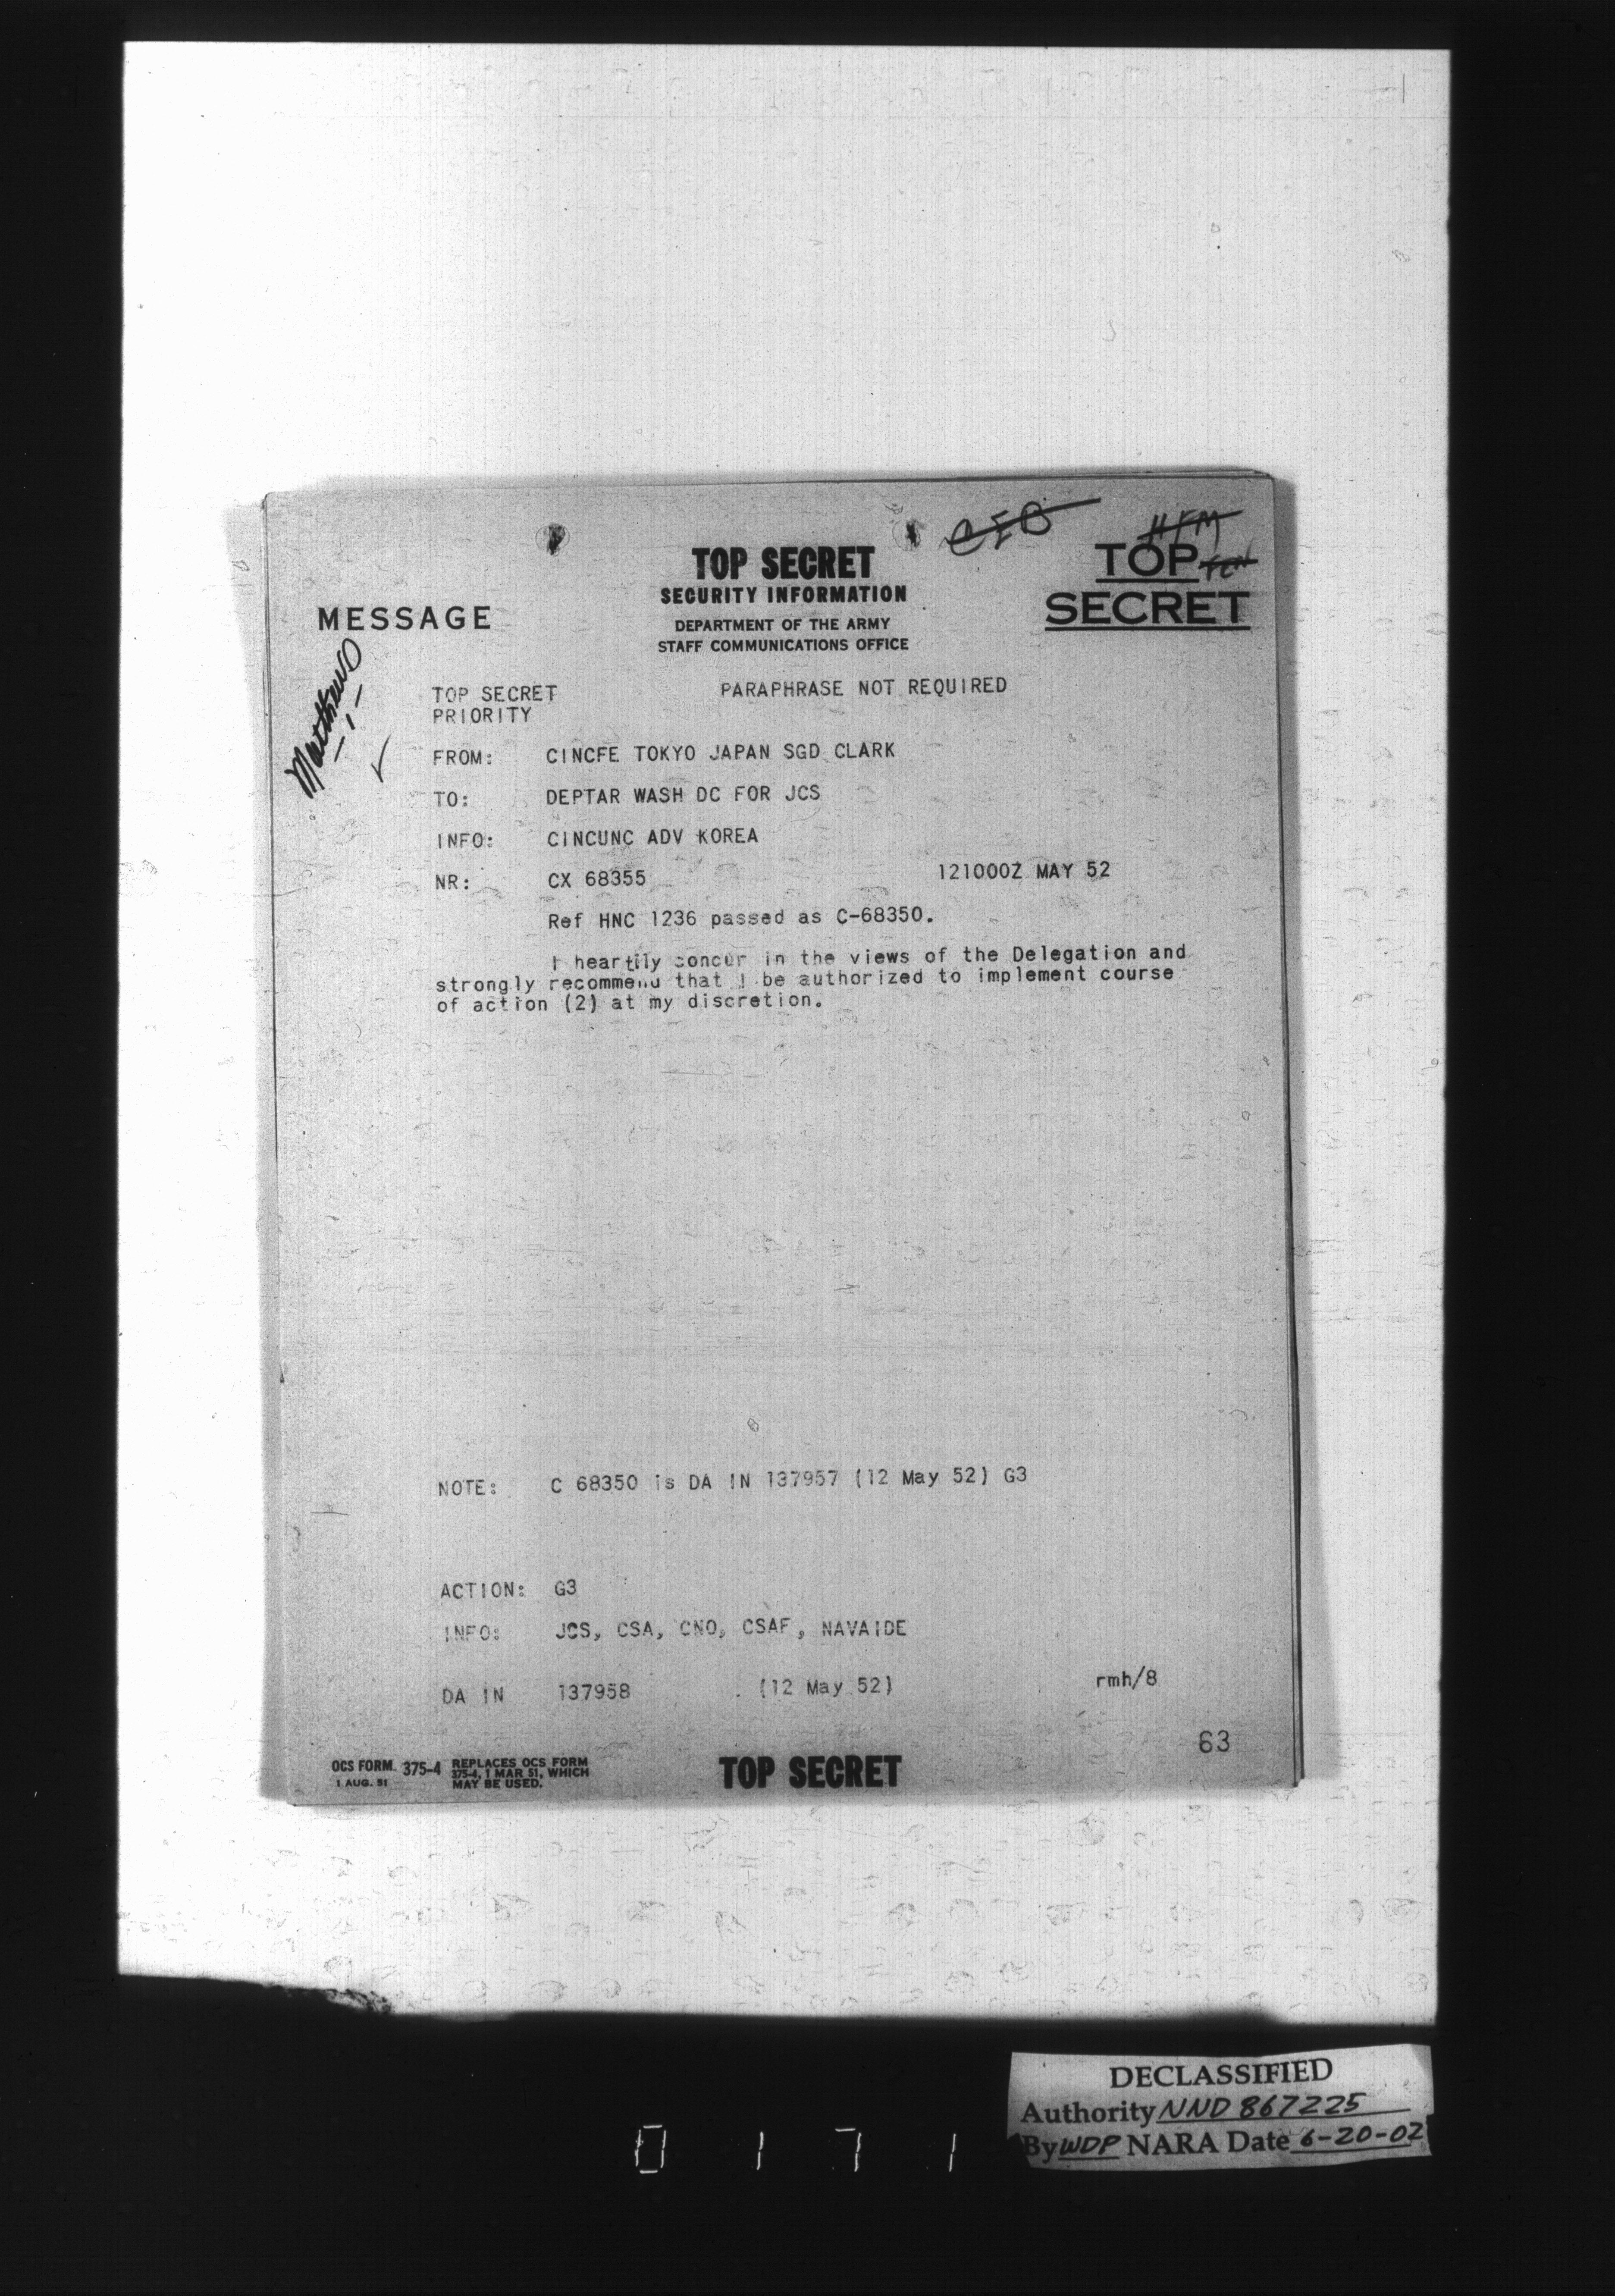 CIB
HFM
TOP SECRET
TOP
SECURITY INFORMATION
SECRET
MESSAGE
DEPARTMENT OF THE ARMY
STAFF COMMUNICATIONS OFFICE
Matthews
TOP SECRET PARAPHRASE NOT REQUIRED
PRIORITY
FROM: CINCFE TOKYO JAPAN SGD CLARK
TO: DEPTAR WASH DC FOR JCS
INFO: CINCUNC ADV KOREA
NR: CX 68355 121000Z MAY 52
Ref HNC 1236 passed as C-68350.
I heartily concur in the views of the Delegation and
strongly recommend that I be authorized to implement course
of action (2) at my discretion.
NOTE: C 68350 is DA IN 137957 (12 May 52) G3
ACTION: G3
INFO: JCS, CSA, CNO, CSAF, NAVAIDE
DA IN 137958 (12 May 52) rmh/8
63
OCS FORM 375-4 REPLACES OCS FORM
1 AUG. 51 375-4, 1 MAR 51, WHICH
MAY BE USED.
TOP SECRET
DECLASSIFIED
Authority NND 867225
By WDP NARA Date 6-20-02
0171